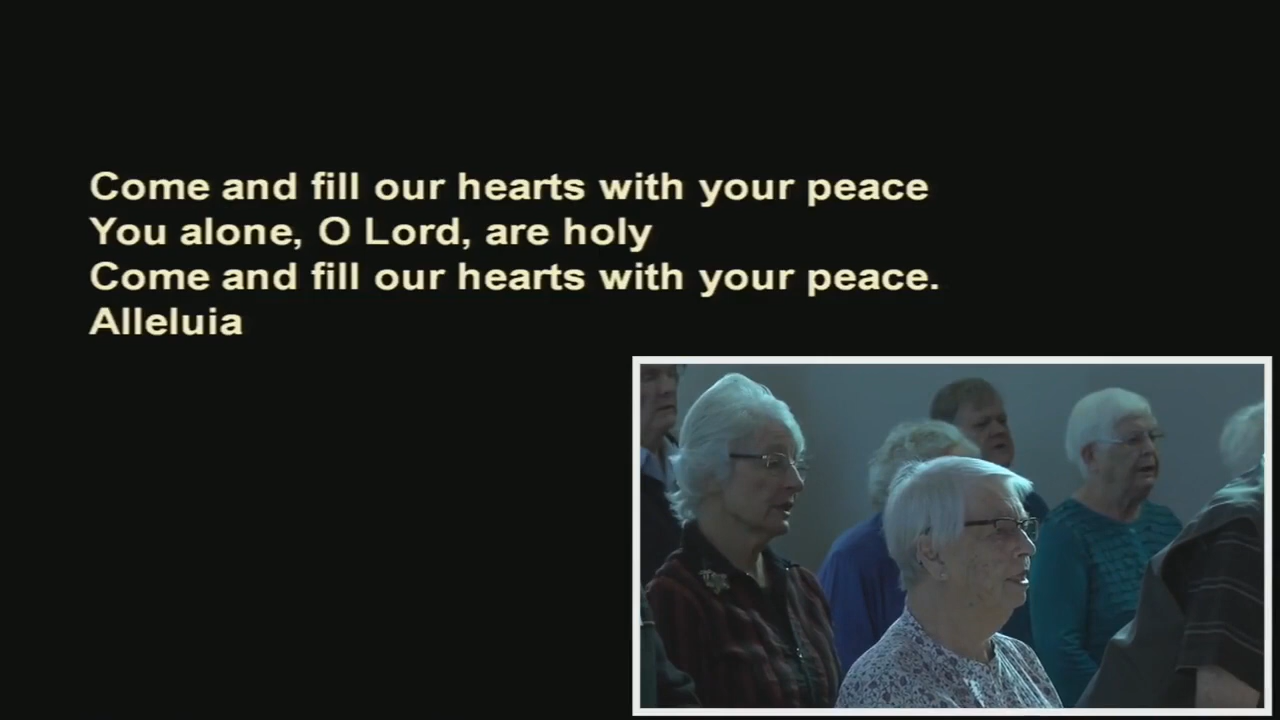 Come and fill our hearts with your peace
You alone, O Lord, are holy
Come and fill our hearts with your peace.
Alleluia